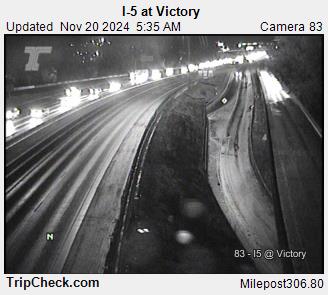 I-5 at Victory
Updated Nov 20 2024 5:35 AM Camera 83
T
N
83 - I5 @ Victory
TripCheck.com Milepost306.80